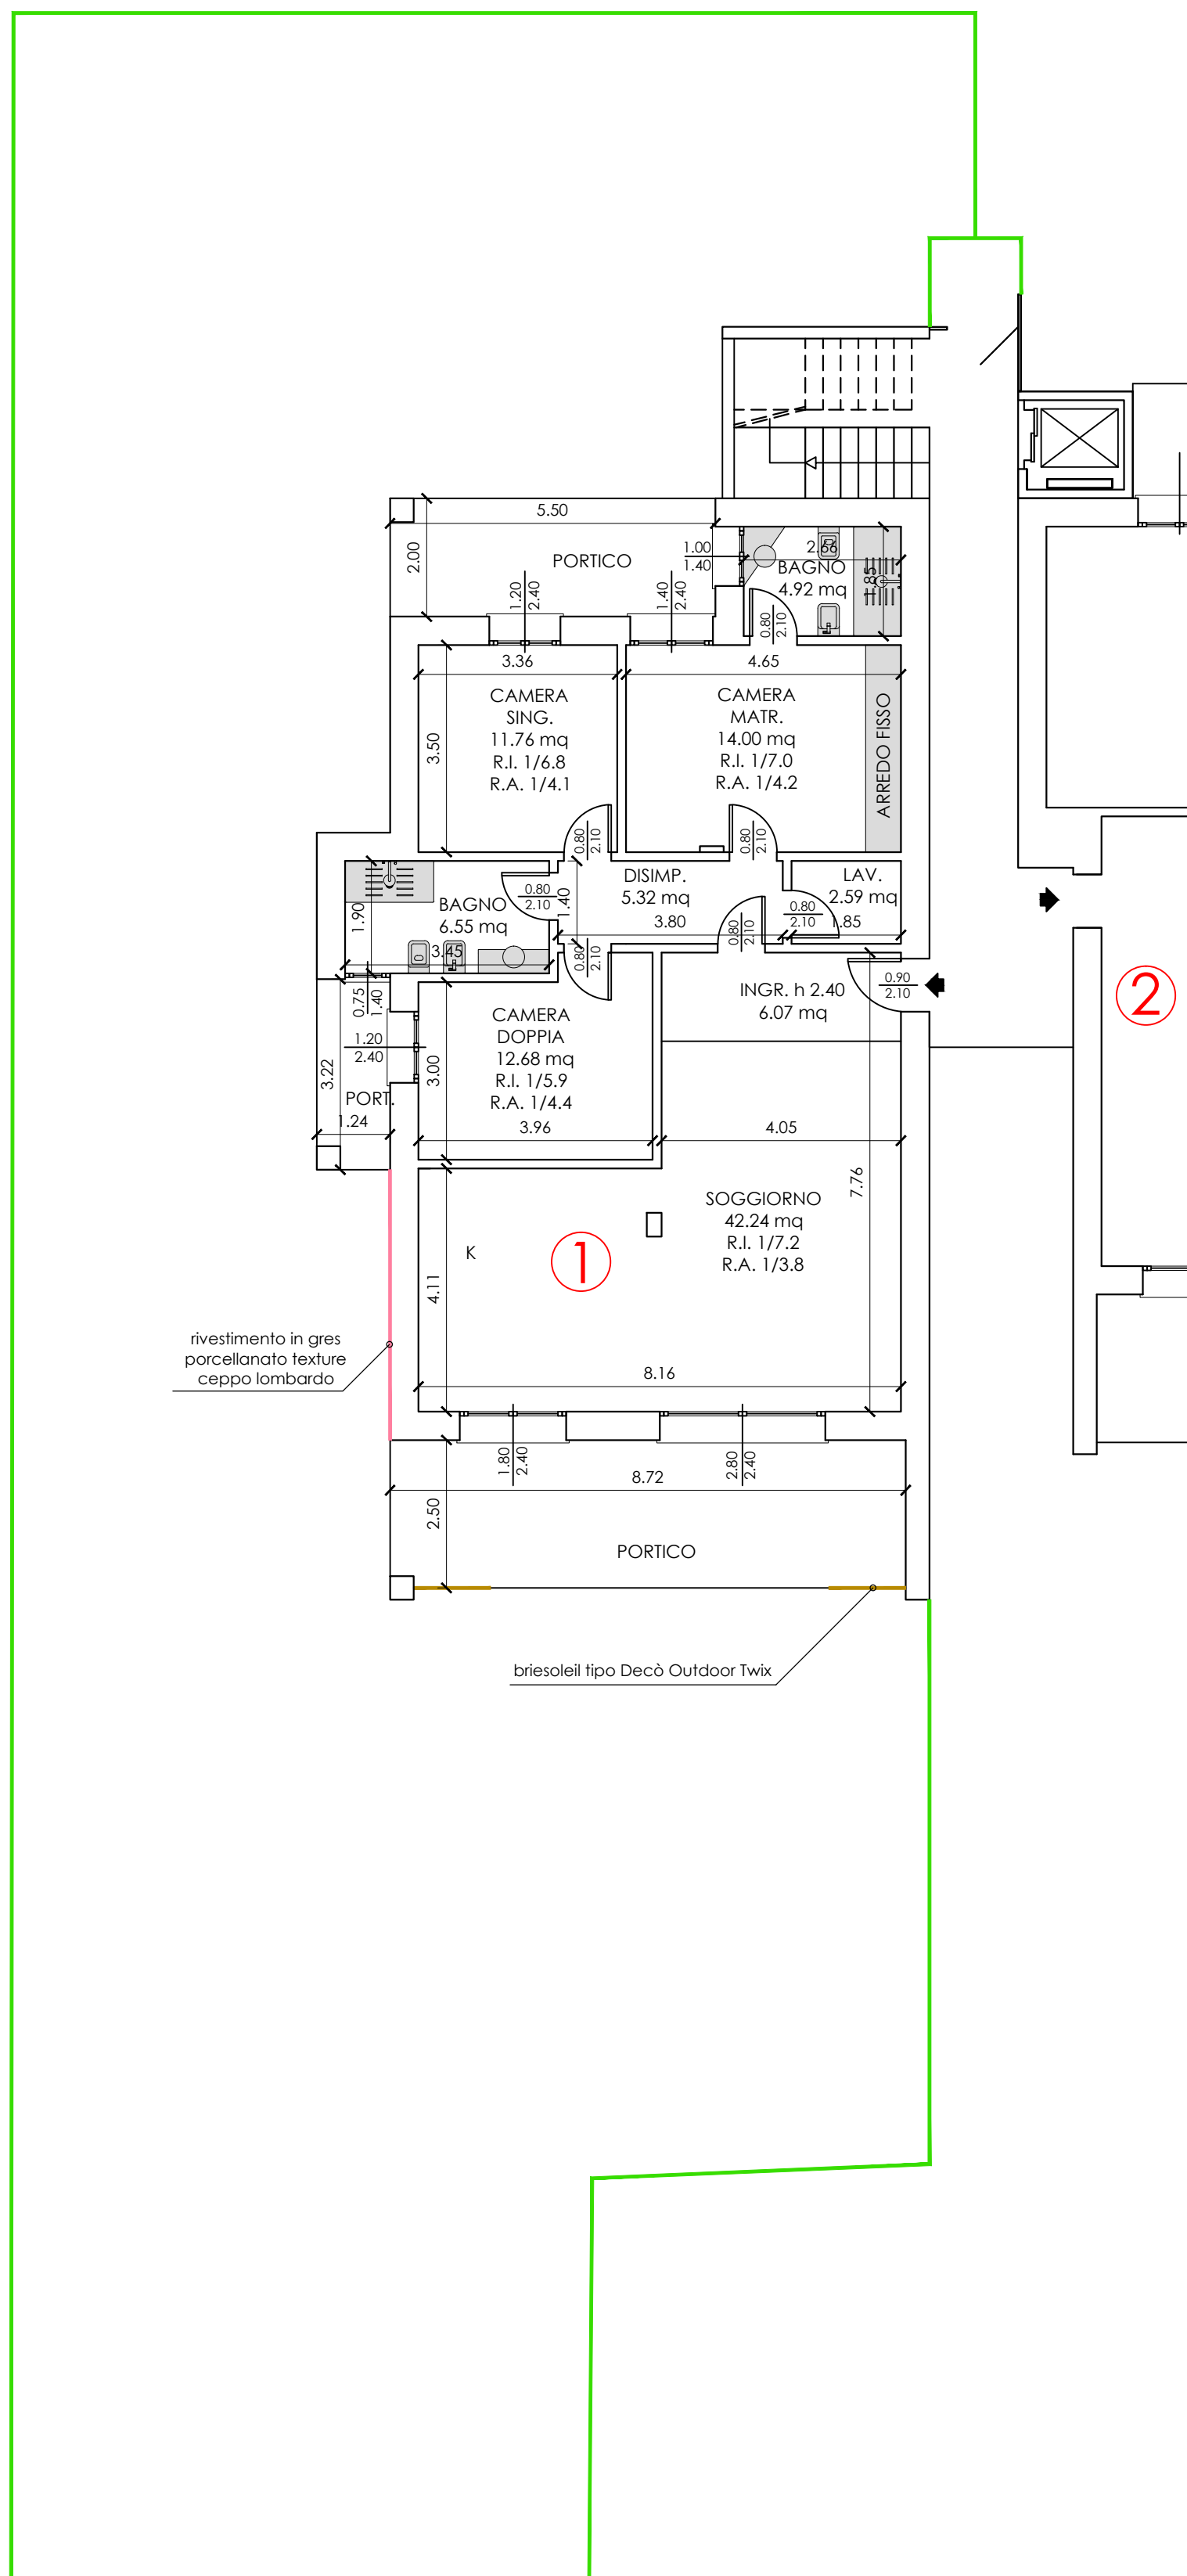 5.50
2.00
PORTICO
1.00
1.40
2.66
BAGNO
4.92 mq
1.85
1.20
2.40
1.40
2.40
0.80
2.10
3.36
4.65
CAMERA
SING.
11.76 mq
R.I. 1/6.8
R.A. 1/4.1
3.50
CAMERA
MATR.
14.00 mq
R.I. 1/7.0
R.A. 1/4.2
ARREDO FISSO
0.80
2.10
0.80
2.10
DISIMP.
5.32 mq
3.80
LAV.
2.59 mq
1.85
0.80
2.10
1.40
0.80
2.10
BAGNO
6.55 mq
1.90
3.45
0.80
2.10
0.80
2.10
0.75
1.40
INGR. h 2.40
6.07 mq
0.90
2.10
2
CAMERA
DOPPIA
12.68 mq
R.I. 1/5.9
R.A. 1/4.4
1.20
2.40
3.00
3.22
PORT.
1.24
3.96
4.05
7.76
SOGGIORNO
42.24 mq
R.I. 1/7.2
R.A. 1/3.8
K
1
4.11
rivestimento in gres
porcellanato texture
ceppo lombardo
8.16
1.80
2.40
2.80
2.40
8.72
2.50
PORTICO
briesoleil tipo Decò Outdoor Twix